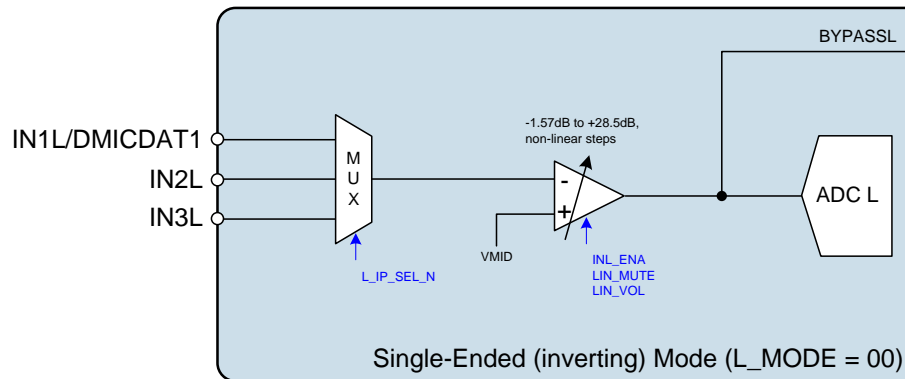 BYPASSL
-1.57dB to +28.5dB,
non-linear steps
IN1L/DMICDAT1
IN2L
IN3L
M
U
X
-
+
ADC L
VMID
L_IP_SEL_N
INL_ENA
LIN_MUTE
LIN_VOL
Single-Ended (inverting) Mode (L_MODE = 00)